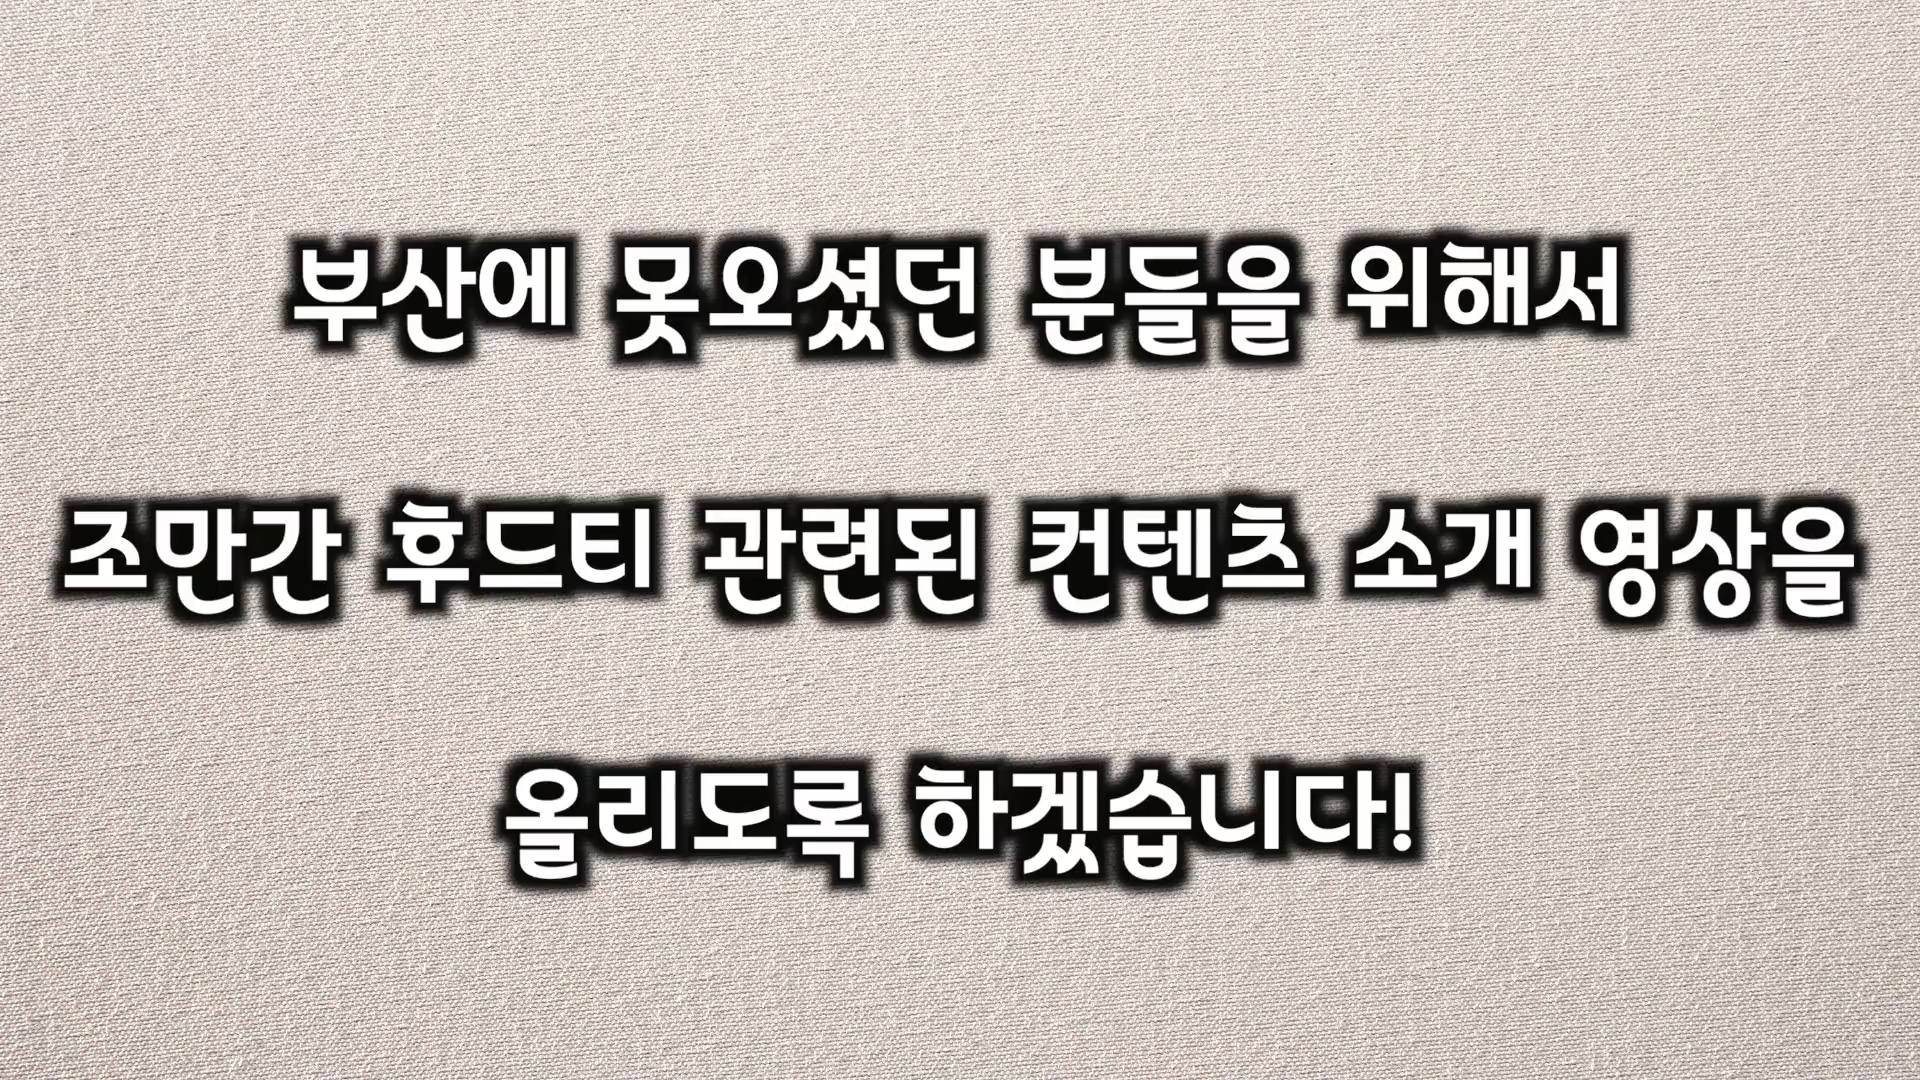 부산에 못오셨던 분들을 위해서
조만간 후드티 관련된 컨텐츠 소개 영상을
올리도록 하겠습니다!